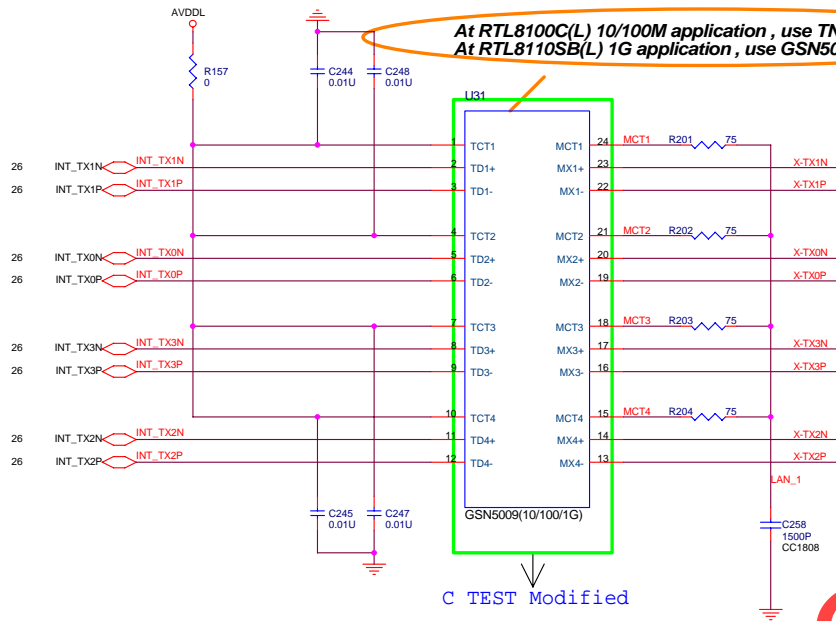 AVDDL
At RTL8100C(L) 10/100M application , use
At RTL8110SB(L) 1G application , use
R157
0
C244
0.01U
C248
0.01U
U31
1 TCT1 MCT1 24 MCT1 R201 75
26 INT_TX1N INT_TX1N 2 TD1+ MX1+ 23 X-TX1N
26 INT_TX1P INT_TX1P 3 TD1- MX1- 22 X-TX1P
4 TCT2 MCT2 21 MCT2 R202 75
26 INT_TX0N INT_TX0N 5 TD2+ MX2+ 20 X-TX0N
26 INT_TX0P INT_TX0P 6 TD2- MX2- 19 X-TX0P
7 TCT3 MCT3 18 MCT3 R203 75
26 INT_TX3N INT_TX3N 8 TD3+ MX3+ 17 X-TX3N
26 INT_TX3P INT_TX3P 9 TD3- MX3- 16 X-TX3P
10 TCT4 MCT4 15 MCT4 R204 75
26 INT_TX2N INT_TX2N 11 TD4+ MX4+ 14 X-TX2N
26 INT_TX2P INT_TX2P 12 TD4- MX4- 13 X-TX2P
LAN_1
C245
0.01U
C247
0.01U
GSN5009(10/100/1G)
C258
1500P
CC1808
C TEST Modified